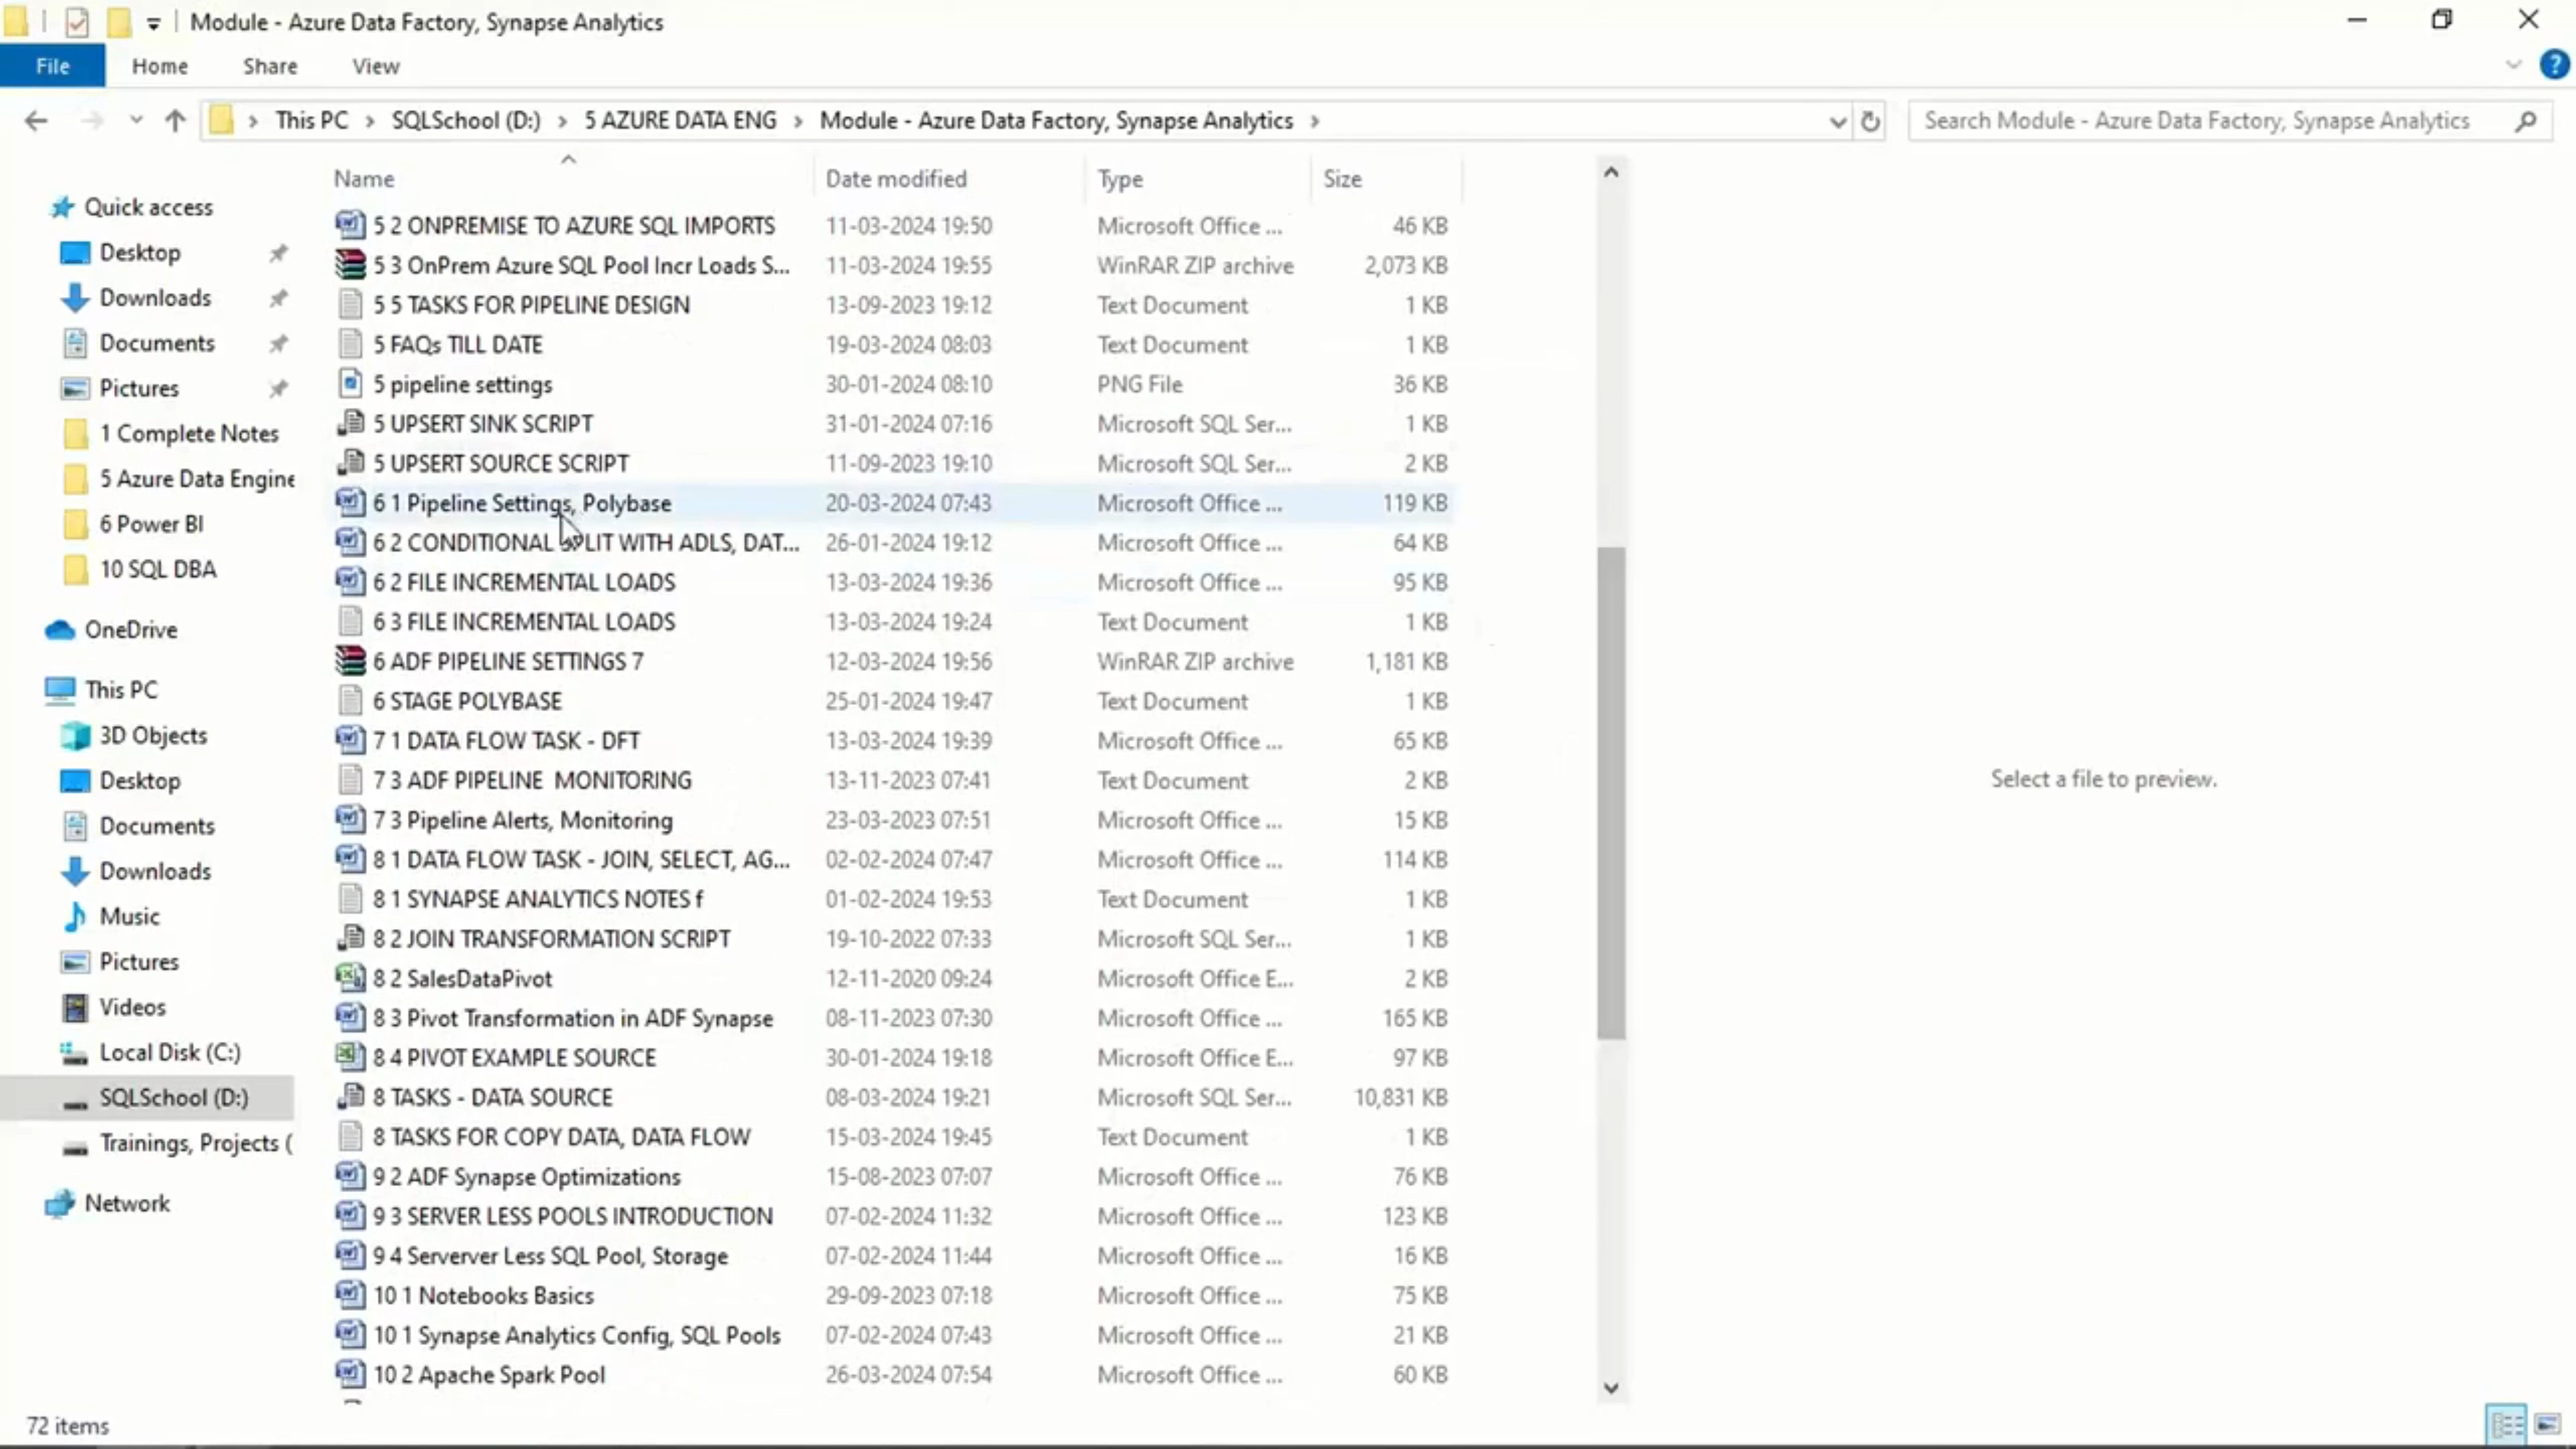 Module - Azure Data Factory, Synapse Analytics
File Home Share View
This PC SQLSchool (D:) 5 AZURE DATA ENG Module - Azure Data Factory, Synapse Analytics
Search Module - Azure Data Factory, Synapse Analytics
Quick access
Desktop
Downloads
Documents
Pictures
1 Complete Notes
5 Azure Data Engine
6 Power BI
10 SQL DBA
OneDrive
This PC
3D Objects
Desktop
Documents
Downloads
Music
Pictures
Videos
Local Disk (C:)
SQLSchool (D:)
Trainings, Projects (
Network
Name Date modified Type Size
5 2 ONPREMISE TO AZURE SQL IMPORTS 11-03-2024 19:50 Microsoft Office ... 46 KB
5 3 OnPrem Azure SQL Pool Incr Loads S... 11-03-2024 19:55 WinRAR ZIP archive 2,073 KB
5 5 TASKS FOR PIPELINE DESIGN 13-09-2023 19:12 Text Document 1 KB
5 FAQs TILL DATE 19-03-2024 08:03 Text Document 1 KB
5 pipeline settings 30-01-2024 08:10 PNG File 36 KB
5 UPSERT SINK SCRIPT 31-01-2024 07:16 Microsoft SQL Ser... 1 KB
5 UPSERT SOURCE SCRIPT 11-09-2023 19:10 Microsoft SQL Ser... 2 KB
6 1 Pipeline Settings, Polybase 20-03-2024 07:43 Microsoft Office ... 119 KB
6 2 CONDITIONAL SPLIT WITH ADLS, DAT... 26-01-2024 19:12 Microsoft Office ... 64 KB
6 2 FILE INCREMENTAL LOADS 13-03-2024 19:36 Microsoft Office ... 95 KB
6 3 FILE INCREMENTAL LOADS 13-03-2024 19:24 Text Document 1 KB
6 ADF PIPELINE SETTINGS 7 12-03-2024 19:56 WinRAR ZIP archive 1,181 KB
6 STAGE POLYBASE 25-01-2024 19:47 Text Document 1 KB
7 1 DATA FLOW TASK - DFT 13-03-2024 19:39 Microsoft Office ... 65 KB
7 3 ADF PIPELINE  MONITORING 13-11-2023 07:41 Text Document 2 KB
7 3 Pipeline Alerts, Monitoring 23-03-2023 07:51 Microsoft Office ... 15 KB
8 1 DATA FLOW TASK - JOIN, SELECT, AG... 02-02-2024 07:47 Microsoft Office ... 114 KB
8 1 SYNAPSE ANALYTICS NOTES f 01-02-2024 19:53 Text Document 1 KB
8 2 JOIN TRANSFORMATION SCRIPT 19-10-2022 07:33 Microsoft SQL Ser... 1 KB
8 2 SalesDataPivot 12-11-2020 09:24 Microsoft Office E... 2 KB
8 3 Pivot Transformation in ADF Synapse 08-11-2023 07:30 Microsoft Office ... 165 KB
8 4 PIVOT EXAMPLE SOURCE 30-01-2024 19:18 Microsoft Office E... 97 KB
8 TASKS - DATA SOURCE 08-03-2024 19:21 Microsoft SQL Ser... 10,831 KB
8 TASKS FOR COPY DATA, DATA FLOW 15-03-2024 19:45 Text Document 1 KB
9 2 ADF Synapse Optimizations 15-08-2023 07:07 Microsoft Office ... 76 KB
9 3 SERVER LESS POOLS INTRODUCTION 07-02-2024 11:32 Microsoft Office ... 123 KB
9 4 Serverver Less SQL Pool, Storage 07-02-2024 11:44 Microsoft Office ... 16 KB
10 1 Notebooks Basics 29-09-2023 07:18 Microsoft Office ... 75 KB
10 1 Synapse Analytics Config, SQL Pools 07-02-2024 07:43 Microsoft Office ... 21 KB
10 2 Apache Spark Pool 26-03-2024 07:54 Microsoft Office ... 60 KB
Select a file to preview.
72 items